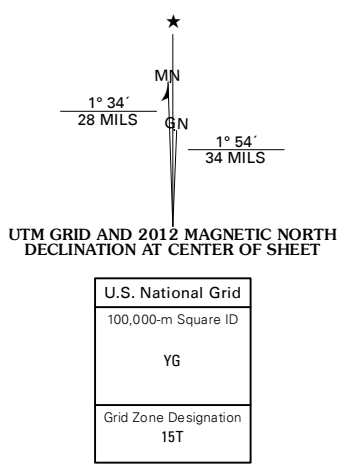 MN
1° 34´
28 MILS
GN
1° 54´
34 MILS
UTM GRID AND 2012 MAGNETIC NORTH
DECLINATION AT CENTER OF SHEET
U.S. National Grid
100,000-m Square ID
YG
Grid Zone Designation
15T